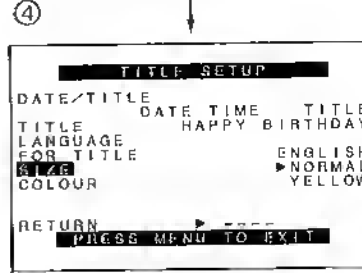 ④
TITLE SETUP
DATE/TITLE
DATE TIME TITLE
TITLE HAPPY BIRTHDAY
LANGUAGE
FOR TITLE ENGLISH
SIZE ▶NORMAL
COLOUR YELLOW
RETURN ▶
PRESS MENU TO EXIT